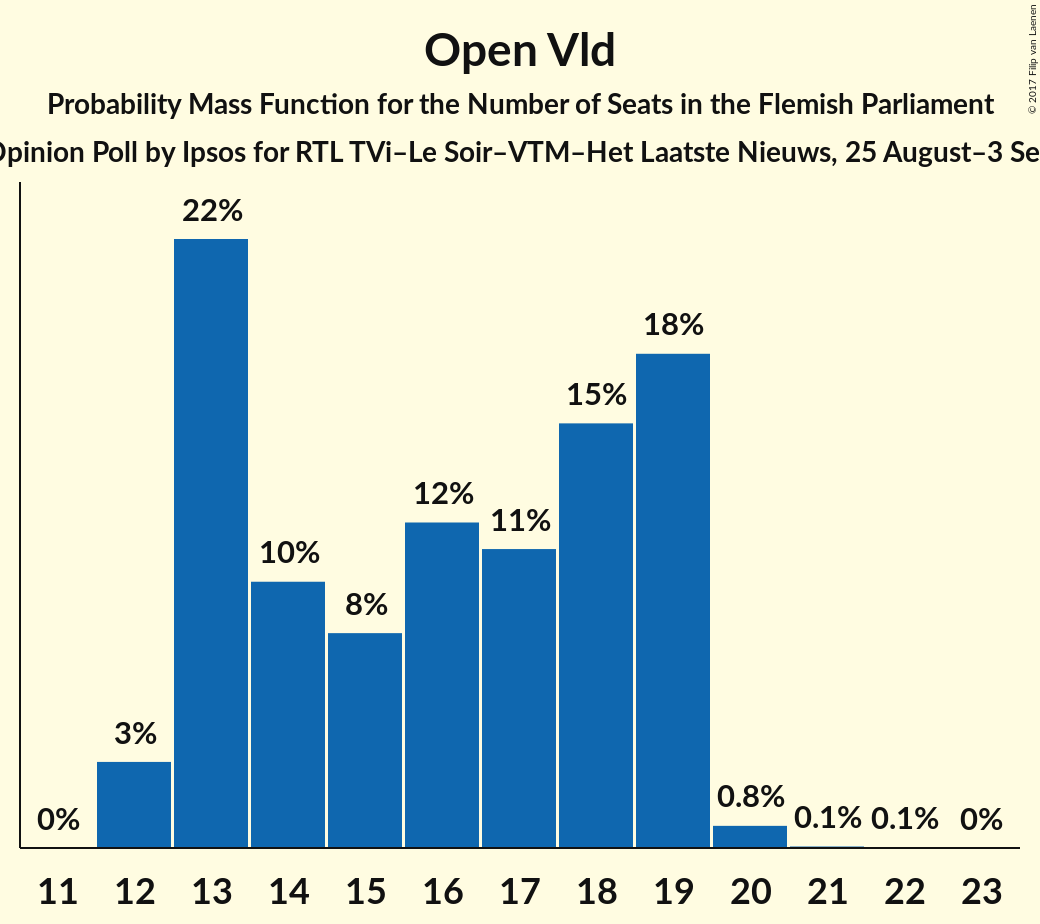 Open Vld
Probability Mass Function for the Number of Seats in the Flemish Parliament
Opinion Poll by Ipsos for RTL TVi–Le Soir–VTM–Het Laatste Nieuws, 25 August–3 Se
© 2017 Filip van Laenen
22%
18%
15%
12%
11%
10%
8%
3%
0.8%
0% 0.1% 0.1% 0%
11 12 13 14 15 16 17 18 19 20 21 22 23